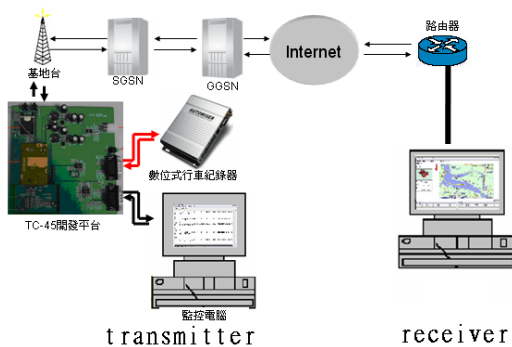 路由器
Internet
基地台
SGSN
GGSN
數位式行車紀錄器
TC-45開發平台
監控電腦
transmitter
receiver